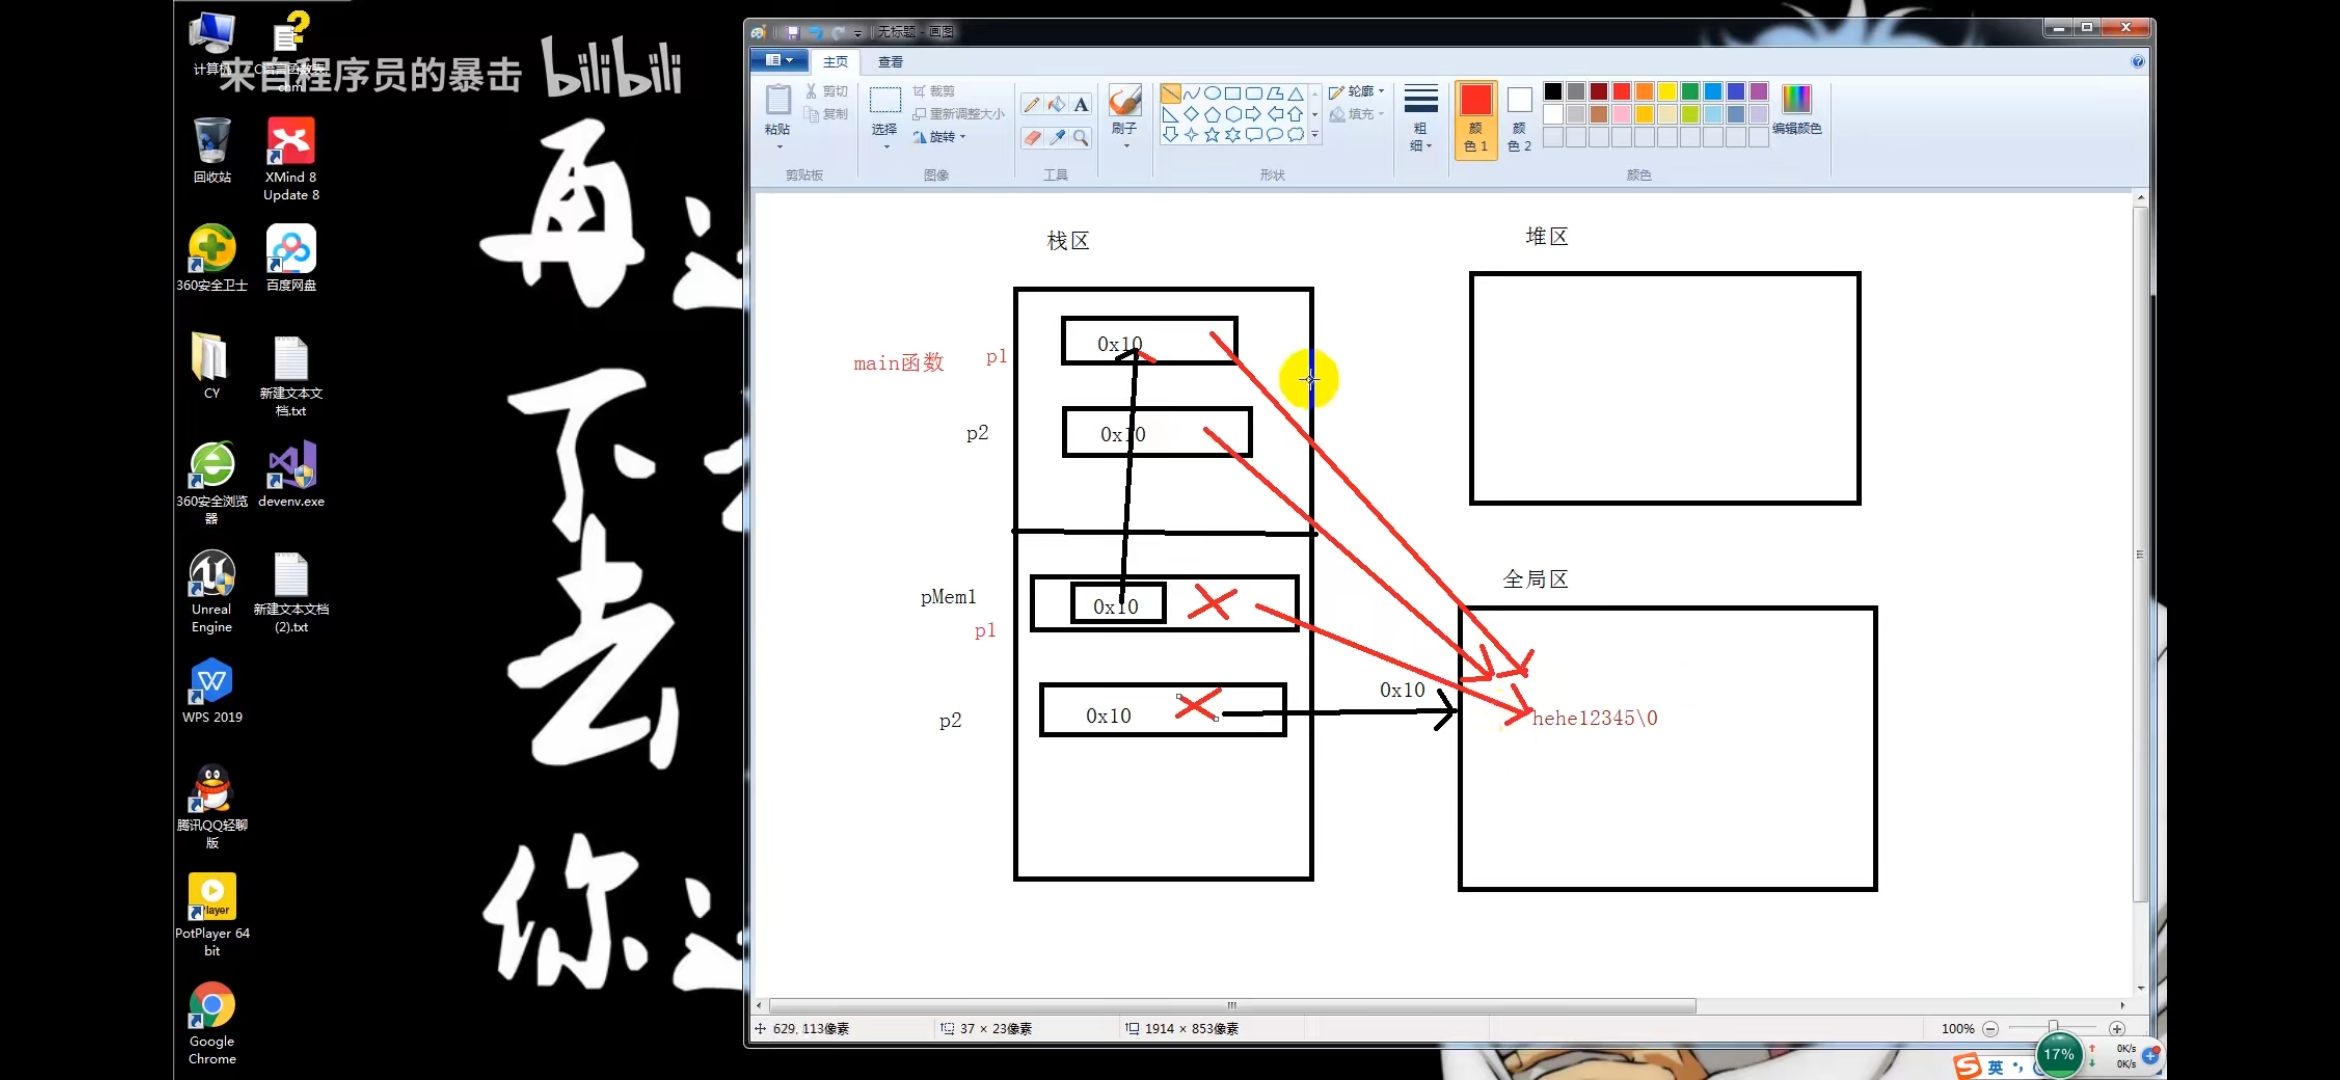 来自程序员的暴击 bilibili
计算机
回收站
XMind 8
Update 8
360安全卫士
百度网盘
CY
新建文本文
档.txt
360安全浏览
器
devenv.exe
Unreal
Engine
新建文本文档
(2).txt
WPS 2019
腾讯QQ轻聊
版
PotPlayer 64
bit
Google
Chrome
再
下
去
你
无标题 - 画图
主页
查看
粘贴
剪切
复制
剪贴板
选择
裁剪
重新调整大小
旋转
图像
工具
刷子
轮廓
填充
形状
粗
细
颜
色 1
颜
色 2
编辑颜色
颜色
栈区
堆区
main函数
p1
0x10
p2
0x10
全局区
pMem1
0x10
p1
p2
0x10
0x10
hehe12345\0
629, 113像素
37 × 23像素
1914 × 853像素
100%
17%
0K/s
0K/s
英